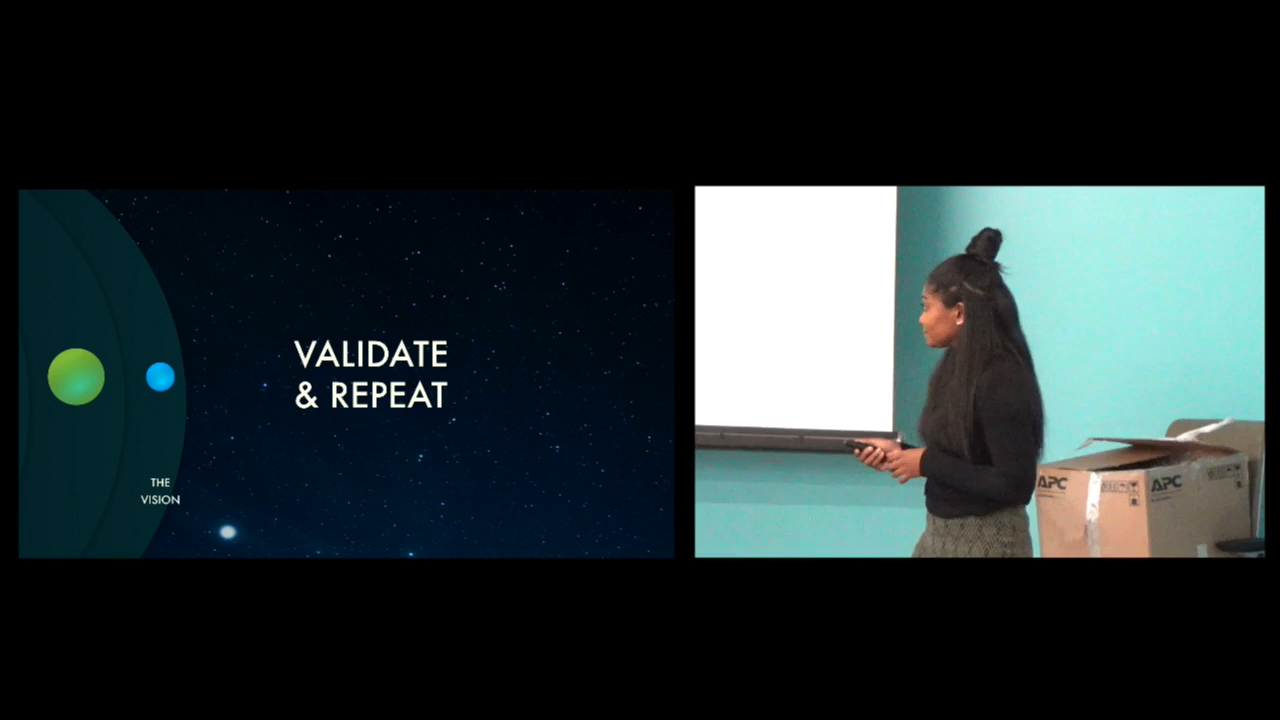 VALIDATE
& REPEAT
THE
VISION
APC
APC